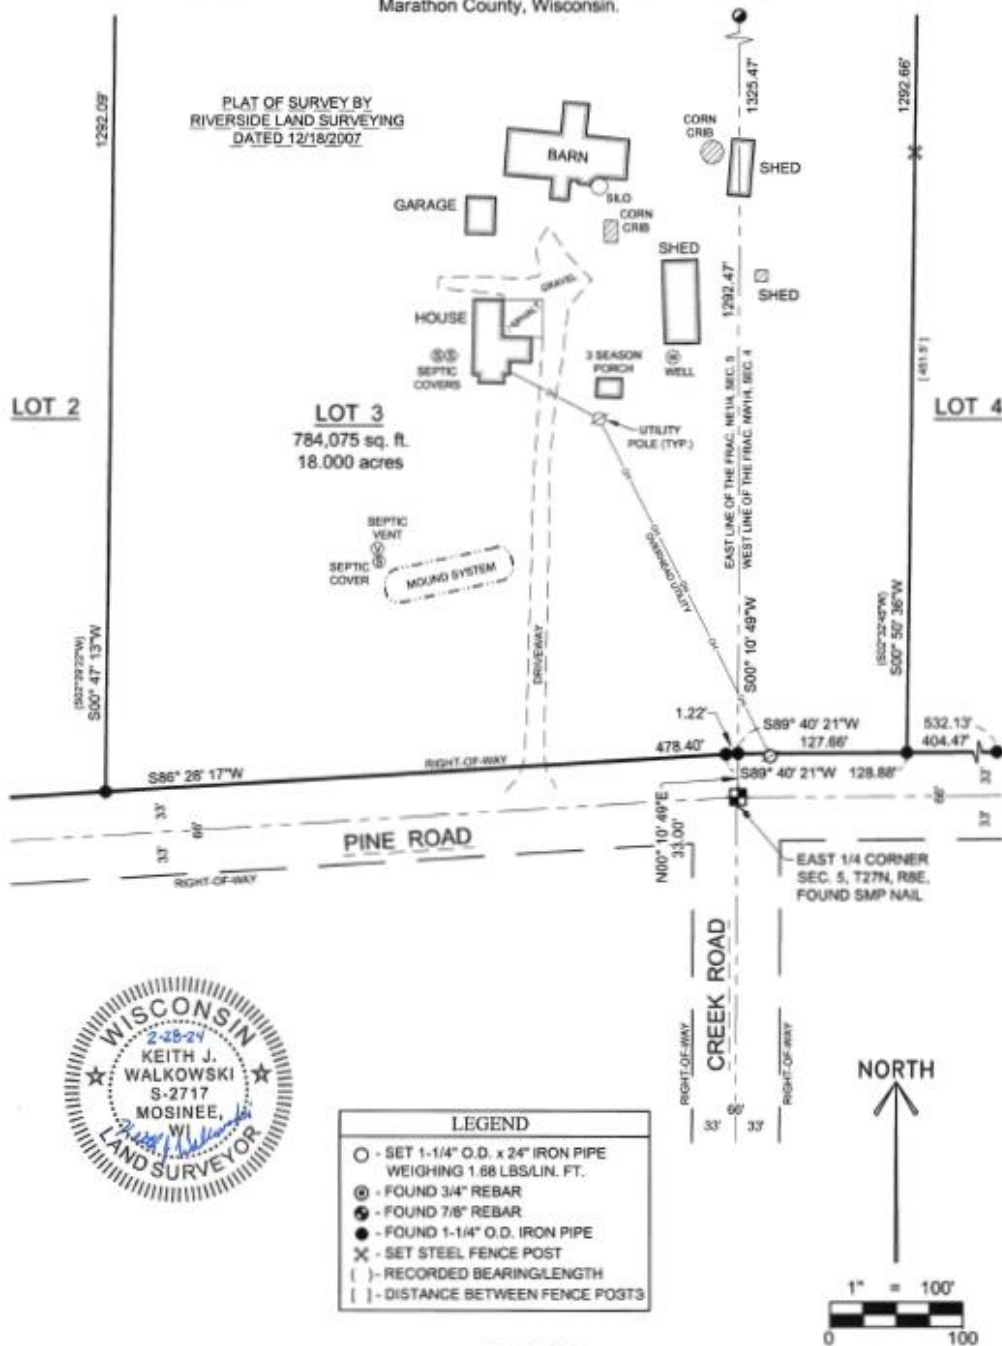 Marathon County, Wisconsin.
1292.09'
PLAT OF SURVEY BY
RIVERSIDE LAND SURVEYING
DATED 12/18/2007
1325.47'
1292.66'
CORN
CRIB
BARN
SHED
SILO
GARAGE
CORN
CRIB
SHED
1292.47'
SHED
GRAVEL
HOUSE
SEPTIC
COVERS
3 SEASON
PORCH
WELL
[ 451.5' ]
LOT 2
LOT 3
784,075 sq. ft.
18.000 acres
UTILITY
POLE (TYP.)
LOT 4
EAST LINE OF THE FRAC. NE1/4, SEC. 5
WEST LINE OF THE FRAC. NW1/4, SEC. 4
SEPTIC
VENT
SEPTIC
COVER
MOUND SYSTEM
OH
OH
OH
OVERHEAD UTILITY
DRIVEWAY
S00° 47' 13"W
S00° 10' 49"W
S00° 50' 36"W
1.22'
S89° 40' 21"W
532.13'
478.40'
127.66'
404.47'
RIGHT-OF-WAY
S86° 28' 17"W
S89° 40' 21"W 128.88'
33'
66'
33'
33'
66'
33'
PINE ROAD
RIGHT-OF-WAY
N00° 10' 49"E
33.00'
EAST 1/4 CORNER
SEC. 5, T27N, R8E,
FOUND SMP NAIL
CREEK ROAD
RIGHT-OF-WAY
RIGHT-OF-WAY
66'
33' 33'
WISCONSIN
2-28-24
KEITH J.
WALKOWSKI
S-2717
MOSINEE,
WI
Keith J. Walkowski
LAND SURVEYOR
NORTH
LEGEND
- SET 1-1/4" O.D. x 24" IRON PIPE
WEIGHING 1.68 LBS/LIN. FT.
- FOUND 3/4" REBAR
- FOUND 7/8" REBAR
- FOUND 1-1/4" O.D. IRON PIPE
- SET STEEL FENCE POST
( ) - RECORDED BEARING/LENGTH
[ ] - DISTANCE BETWEEN FENCE POSTS
1" = 100'
0 100